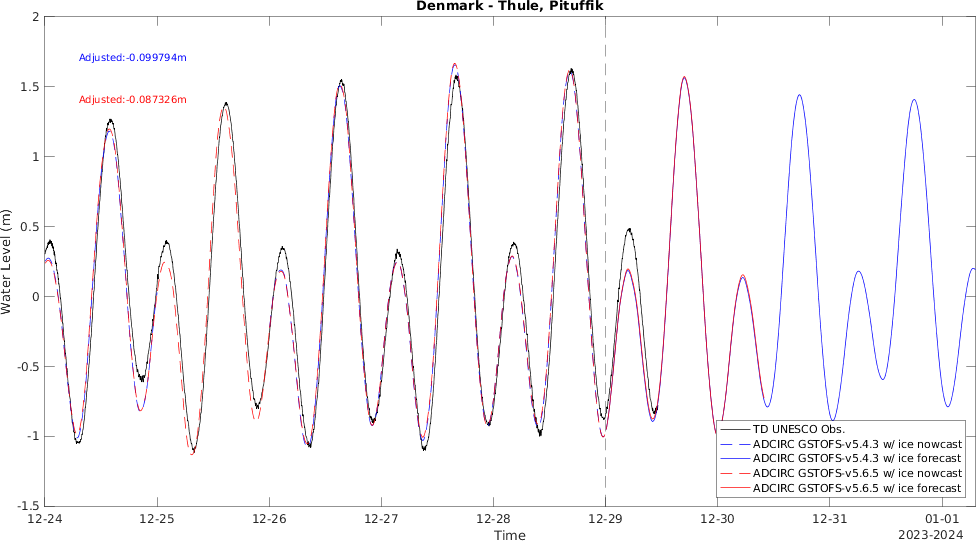 Denmark - Thule, Pituffik
2
Adjusted:-0.099794m
1.5
Adjusted:-0.087326m
1
0.5
Water Level (m)
0
-0.5
-1
TD UNESCO Obs.
ADCIRC GSTOFS-v5.4.3 w/ ice nowcast
ADCIRC GSTOFS-v5.4.3 w/ ice forecast
ADCIRC GSTOFS-v5.6.5 w/ ice nowcast
ADCIRC GSTOFS-v5.6.5 w/ ice forecast
-1.5
12-24 12-25 12-26 12-27 12-28 12-29 12-30 12-31 01-01
Time
2023-2024